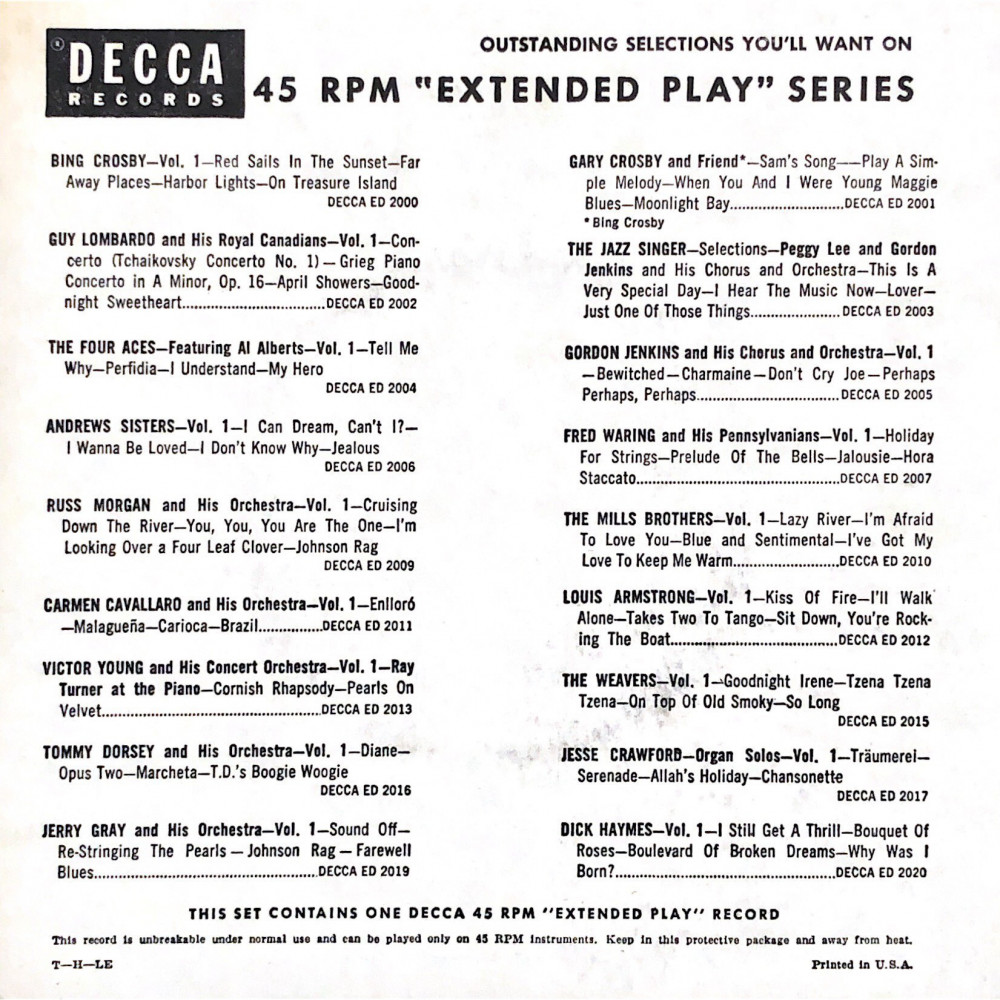 DECCA
RECORDS
OUTSTANDING SELECTIONS YOU'LL WANT ON
45 RPM "EXTENDED PLAY" SERIES
BING CROSBY—Vol. 1—Red Sails In The Sunset—Far
Away Places—Harbor Lights—On Treasure Island
DECCA ED 2000
GUY LOMBARDO and His Royal Canadians—Vol. 1—Con-
certo (Tchaikovsky Concerto No. 1)—Grieg Piano
Concerto in A Minor, Op. 16—April Showers—Good-
night Sweetheart..............................DECCA ED 2002
THE FOUR ACES—Featuring Al Alberts—Vol. 1—Tell Me
Why—Perfidia—I Understand—My Hero
DECCA ED 2004
ANDREWS SISTERS—Vol. 1—I Can Dream, Can't I?—
I Wanna Be Loved—I Don't Know Why—Jealous
DECCA ED 2006
RUSS MORGAN and His Orchestra—Vol. 1—Cruising
Down The River—You, You, You Are The One—I'm
Looking Over a Four Leaf Clover—Johnson Rag
DECCA ED 2009
CARMEN CAVALLARO and His Orchestra—Vol. 1—Enlloró
—Malagueña—Carioca—Brazil..............DECCA ED 2011
VICTOR YOUNG and His Concert Orchestra—Vol. 1—Ray
Turner at the Piano—Cornish Rhapsody—Pearls On
Velvet..................................................DECCA ED 2013
TOMMY DORSEY and His Orchestra—Vol. 1—Diane—
Opus Two—Marcheta—T.D.'s Boogie Woogie
DECCA ED 2016
JERRY GRAY and His Orchestra—Vol. 1—Sound Off—
Re-Stringing The Pearls—Johnson Rag—Farewell
Blues....................................................DECCA ED 2019
GARY CROSBY and Friend*—Sam's Song——Play A Sim-
ple Melody—When You And I Were Young Maggie
Blues—Moonlight Bay..........................DECCA ED 2001
*Bing Crosby
THE JAZZ SINGER—Selections—Peggy Lee and Gordon
Jenkins and His Chorus and Orchestra—This Is A
Very Special Day—I Hear The Music Now—Lover—
Just One Of Those Things....................DECCA ED 2003
GORDON JENKINS and His Chorus and Orchestra—Vol. 1
—Bewitched—Charmaine—Don't Cry Joe—Perhaps
Perhaps, Perhaps................................DECCA ED 2005
FRED WARING and His Pennsylvanians—Vol. 1—Holiday
For Strings—Prelude Of The Bells—Jalousie—Hora
Staccato..............................................DECCA ED 2007
THE MILLS BROTHERS—Vol. 1—Lazy River—I'm Afraid
To Love You—Blue and Sentimental—I've Got My
Love To Keep Me Warm........................DECCA ED 2010
LOUIS ARMSTRONG—Vol. 1—Kiss Of Fire—I'll Walk
Alone—Takes Two To Tango—Sit Down, You're Rock-
ing The Boat......................................DECCA ED 2012
THE WEAVERS—Vol. 1—Goodnight Irene—Tzena Tzena
Tzena—On Top Of Old Smoky—So Long
DECCA ED 2015
JESSE CRAWFORD—Organ Solos—Vol. 1—Träumerei—
Serenade—Allah's Holiday—Chansonette
DECCA ED 2017
DICK HAYMES—Vol. 1—I Still Get A Thrill—Bouquet Of
Roses—Boulevard Of Broken Dreams—Why Was I
Born?..................................................DECCA ED 2020
THIS SET CONTAINS ONE DECCA 45 RPM "EXTENDED PLAY" RECORD
This record is unbreakable under normal use and can be played only on 45 RPM instruments. Keep in this protective package and away from heat.
T—H—LE
Printed in U.S.A.